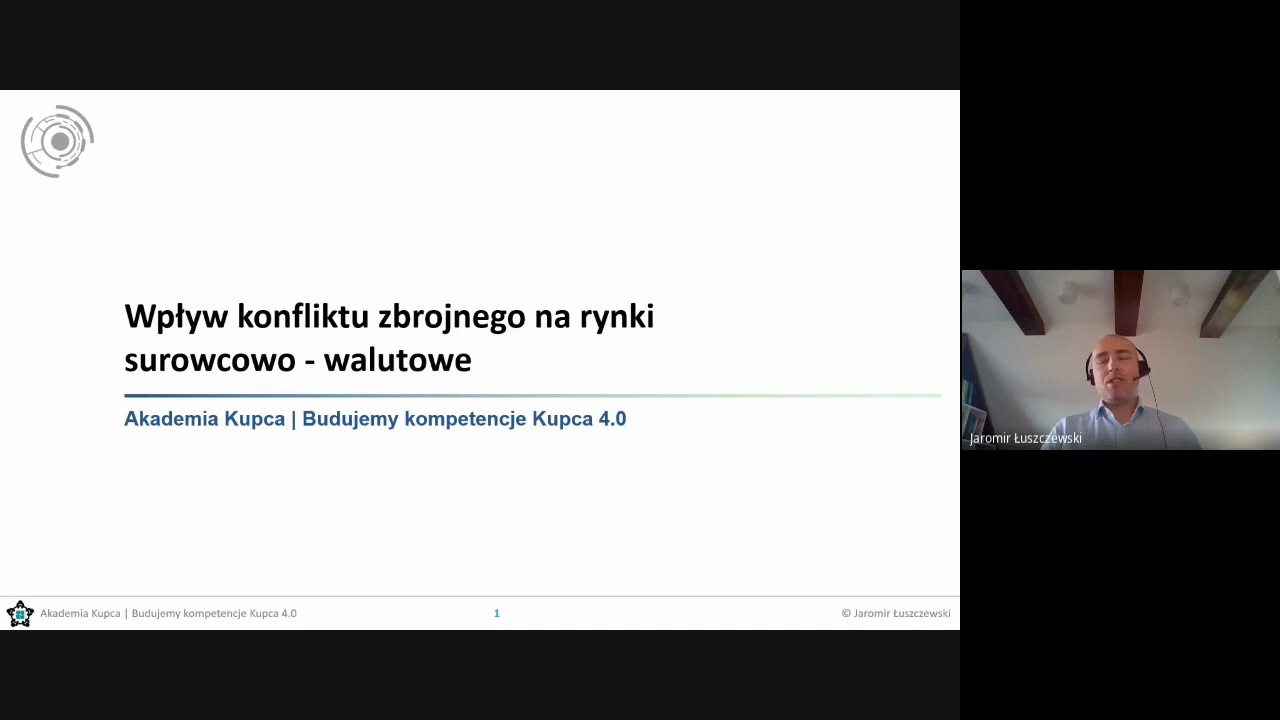 Wpływ konfliktu zbrojnego na rynki
surowcowo - walutowe
Akademia Kupca | Budujemy kompetencje Kupca 4.0
Jaromir Łuszczewski
Akademia Kupca | Budujemy kompetencje Kupca 4.0
1
© Jaromir Łuszczewski